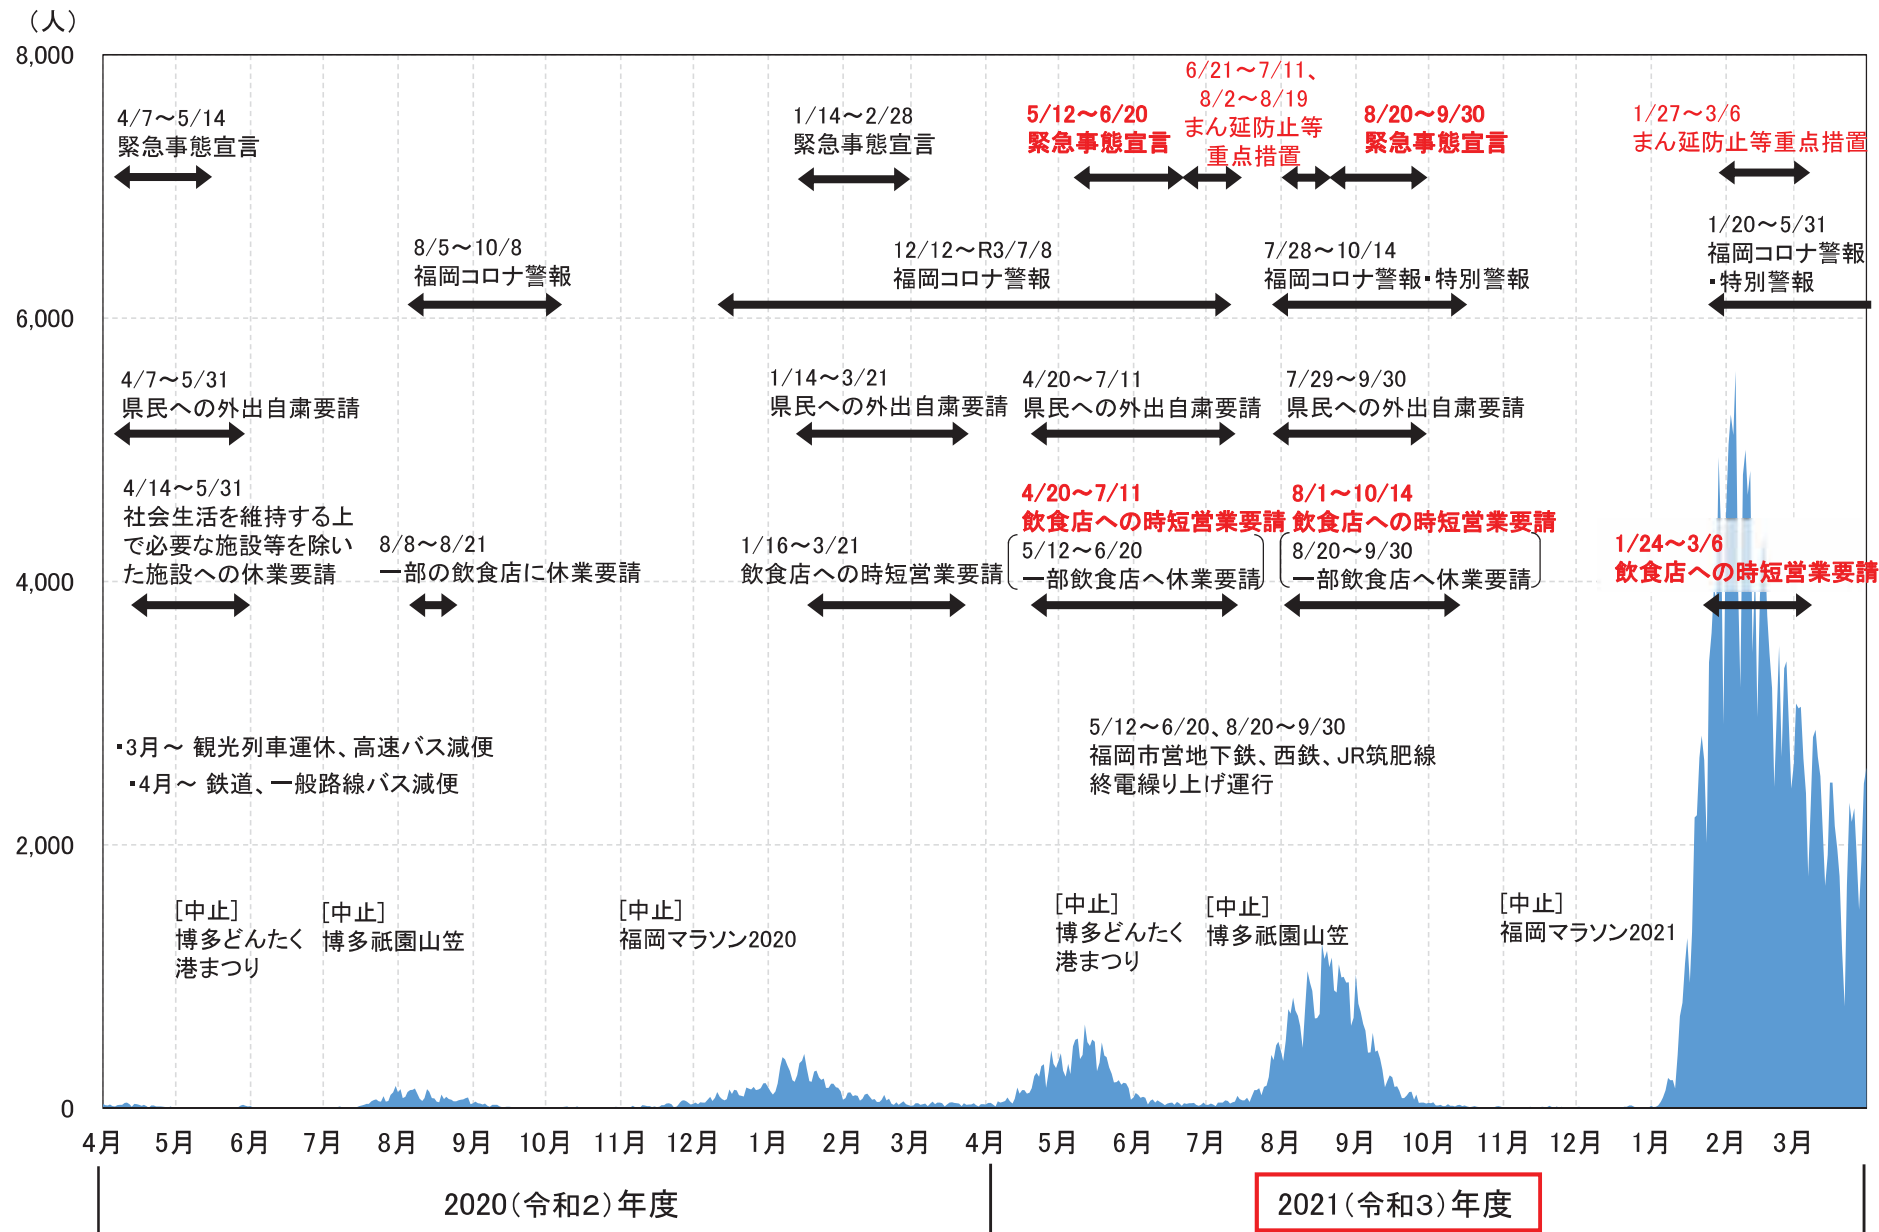 (人)
8,000
6,000
4,000
2,000
0
4/7～5/14
緊急事態宣言
1/14～2/28
緊急事態宣言
5/12～6/20
緊急事態宣言
6/21～7/11、
8/2～8/19
まん延防止等
重点措置
8/20～9/30
緊急事態宣言
1/27～3/6
まん延防止等重点措置
8/5～10/8
福岡コロナ警報
12/12～R3/7/8
福岡コロナ警報
7/28～10/14
福岡コロナ警報・特別警報
1/20～5/31
福岡コロナ警報
・特別警報
4/7～5/31
県民への外出自粛要請
1/14～3/21
県民への外出自粛要請
4/20～7/11
県民への外出自粛要請
7/29～9/30
県民への外出自粛要請
4/14～5/31
社会生活を維持する上
で必要な施設等を除い
た施設への休業要請
8/8～8/21
一部の飲食店に休業要請
1/16～3/21
飲食店への時短営業要請
4/20～7/11
飲食店への時短営業要請
5/12～6/20
一部飲食店へ休業要請
8/1～10/14
飲食店への時短営業要請
8/20～9/30
一部飲食店へ休業要請
1/24～3/6
飲食店への時短営業要請
・3月～ 観光列車運休、高速バス減便
・4月～ 鉄道、一般路線バス減便
5/12～6/20、8/20～9/30
福岡市営地下鉄、西鉄、JR筑肥線
終電繰り上げ運行
[中止]
博多どんたく
港まつり
[中止]
博多祇園山笠
[中止]
福岡マラソン2020
[中止]
博多どんたく
港まつり
[中止]
博多祇園山笠
[中止]
福岡マラソン2021
4月 5月 6月 7月 8月 9月 10月 11月 12月 1月 2月 3月 4月 5月 6月 7月 8月 9月 10月 11月 12月 1月 2月 3月
2020(令和2)年度
2021(令和3)年度